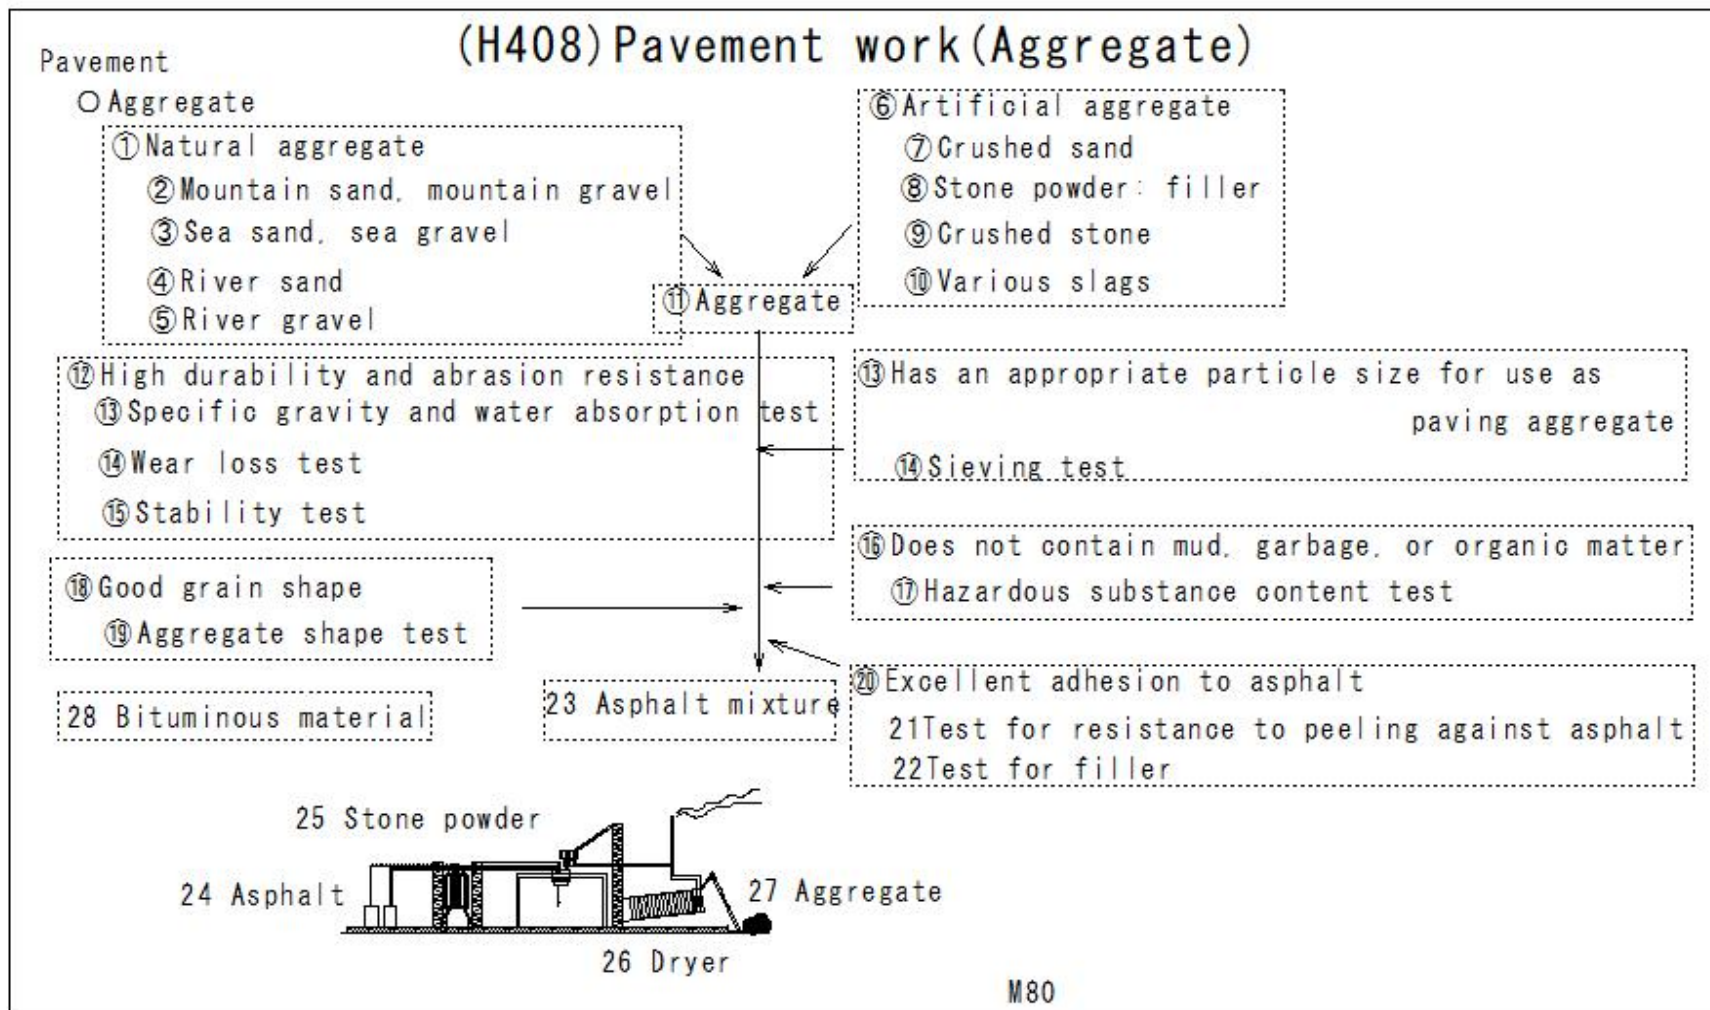 (H408)Pavement work(Aggregate)
Pavement
○Aggregate
①Natural aggregate
②Mountain sand, mountain gravel
③Sea sand, sea gravel
④River sand
⑤River gravel
⑥Artificial aggregate
⑦Crushed sand
⑧Stone powder: filler
⑨Crushed stone
⑩Various slags
⑪Aggregate
⑫High durability and abrasion resistance
⑬Specific gravity and water absorption test
⑭Wear loss test
⑮Stability test
⑬Has an appropriate particle size for use as
paving aggregate
⑭Sieving test
⑯Does not contain mud, garbage, or organic matter
⑰Hazardous substance content test
⑱Good grain shape
⑲Aggregate shape test
⑳Excellent adhesion to asphalt
21Test for resistance to peeling against asphalt
22Test for filler
28 Bituminous material
23 Asphalt mixture
25 Stone powder
24 Asphalt
27 Aggregate
26 Dryer
M80